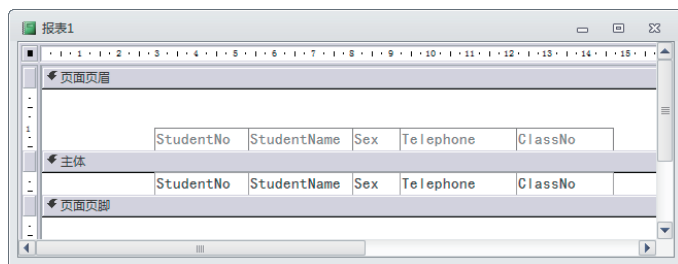 报表1
1 2 3 4 5 6 7 8 9 10 11 12 13 14 15
页面页眉
1
StudentNo StudentName Sex Telephone ClassNo
主体
StudentNo StudentName Sex Telephone ClassNo
页面页脚